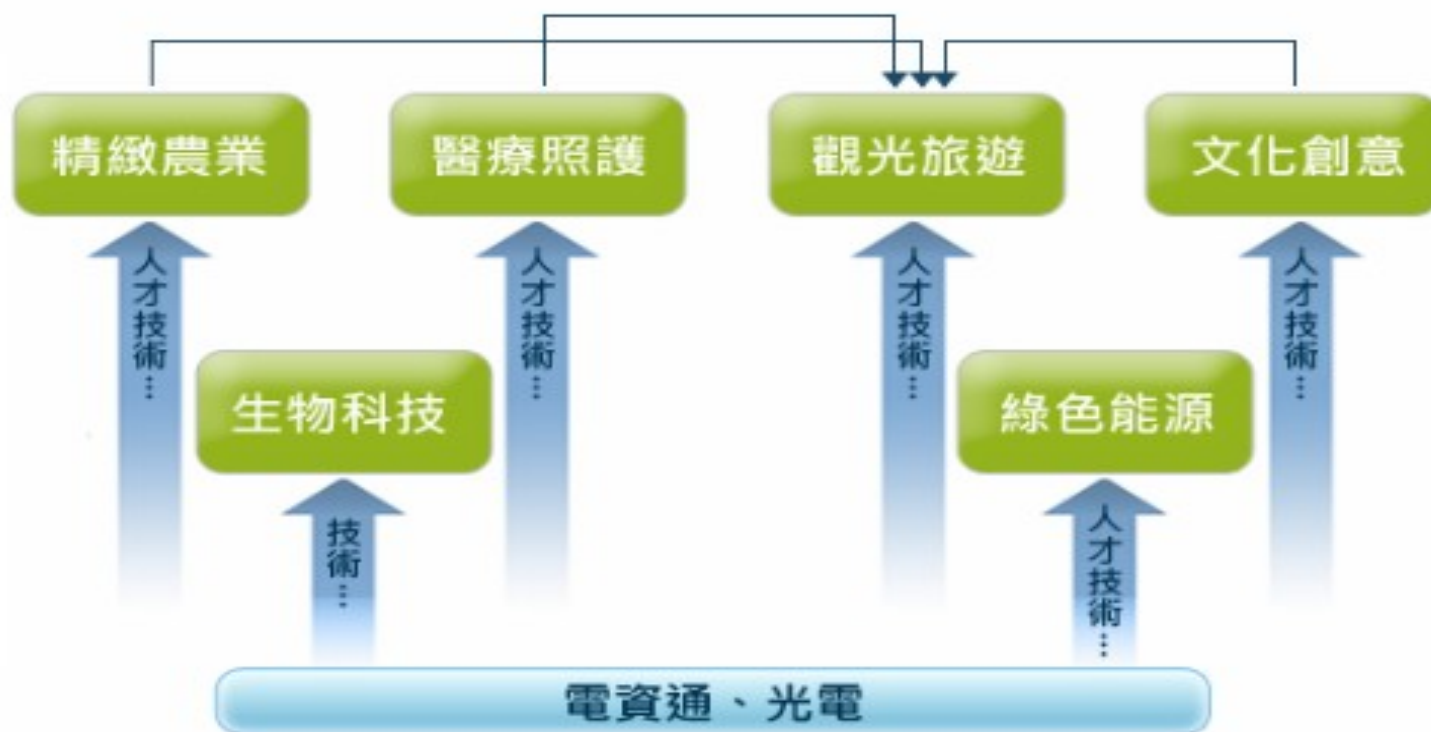 精緻農業
醫療照護
觀光旅遊
文化創意
人才技術…
人才技術…
人才技術…
人才技術…
生物科技
綠色能源
技術…
人才技術…
電資通、光電